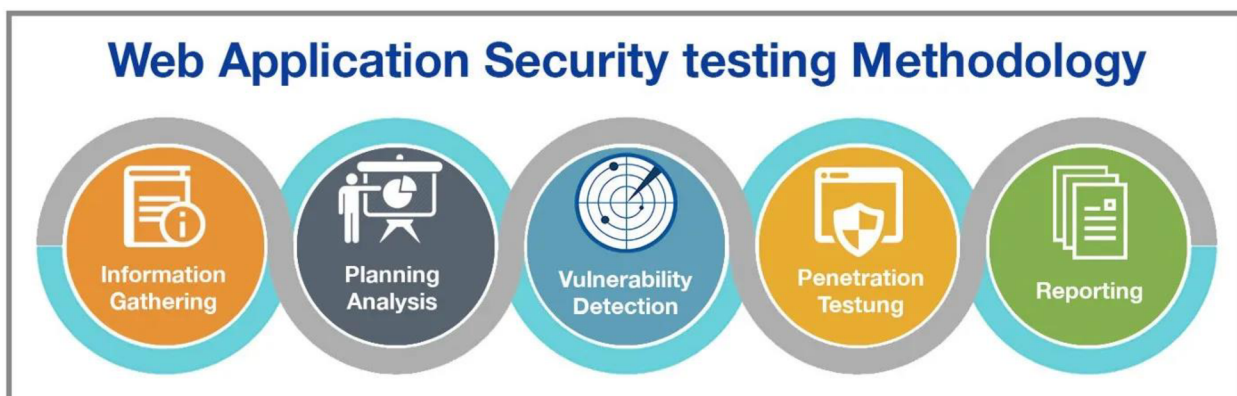 Web Application Security testing Methodology
Information
Gathering
Planning
Analysis
Vulnerability
Detection
Penetration
Testung
Reporting